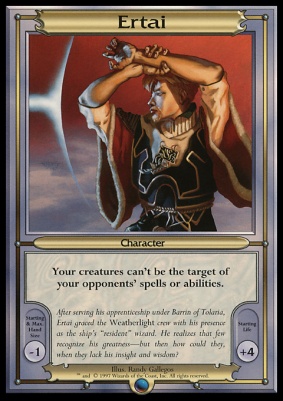 Ertai
Character
Your creatures can't be the target of
your opponents' spells or abilities.
Starting
& Max.
Hand
Size
-1
After serving his apprenticeship under Barrin of Tolaria,
Ertai graced the Weatherlight crew with his presence
as the ship's "resident" wizard. He realizes that few
recognize his greatness—but then how could they,
when they lack his insight and wisdom?
Starting
Life
+4
Illus. Randy Gallegos
™ and © 1997 Wizards of the Coast, Inc. All rights reserved.